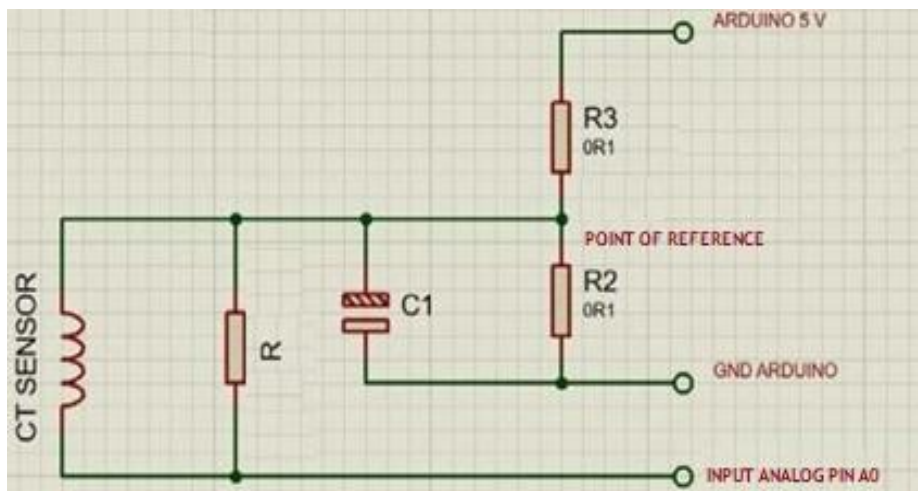 ARDUINO 5 V
R3
0R1
POINT OF REFERENCE
CT SENSOR
R
C1
R2
0R1
GND ARDUINO
INPUT ANALOG PIN A0